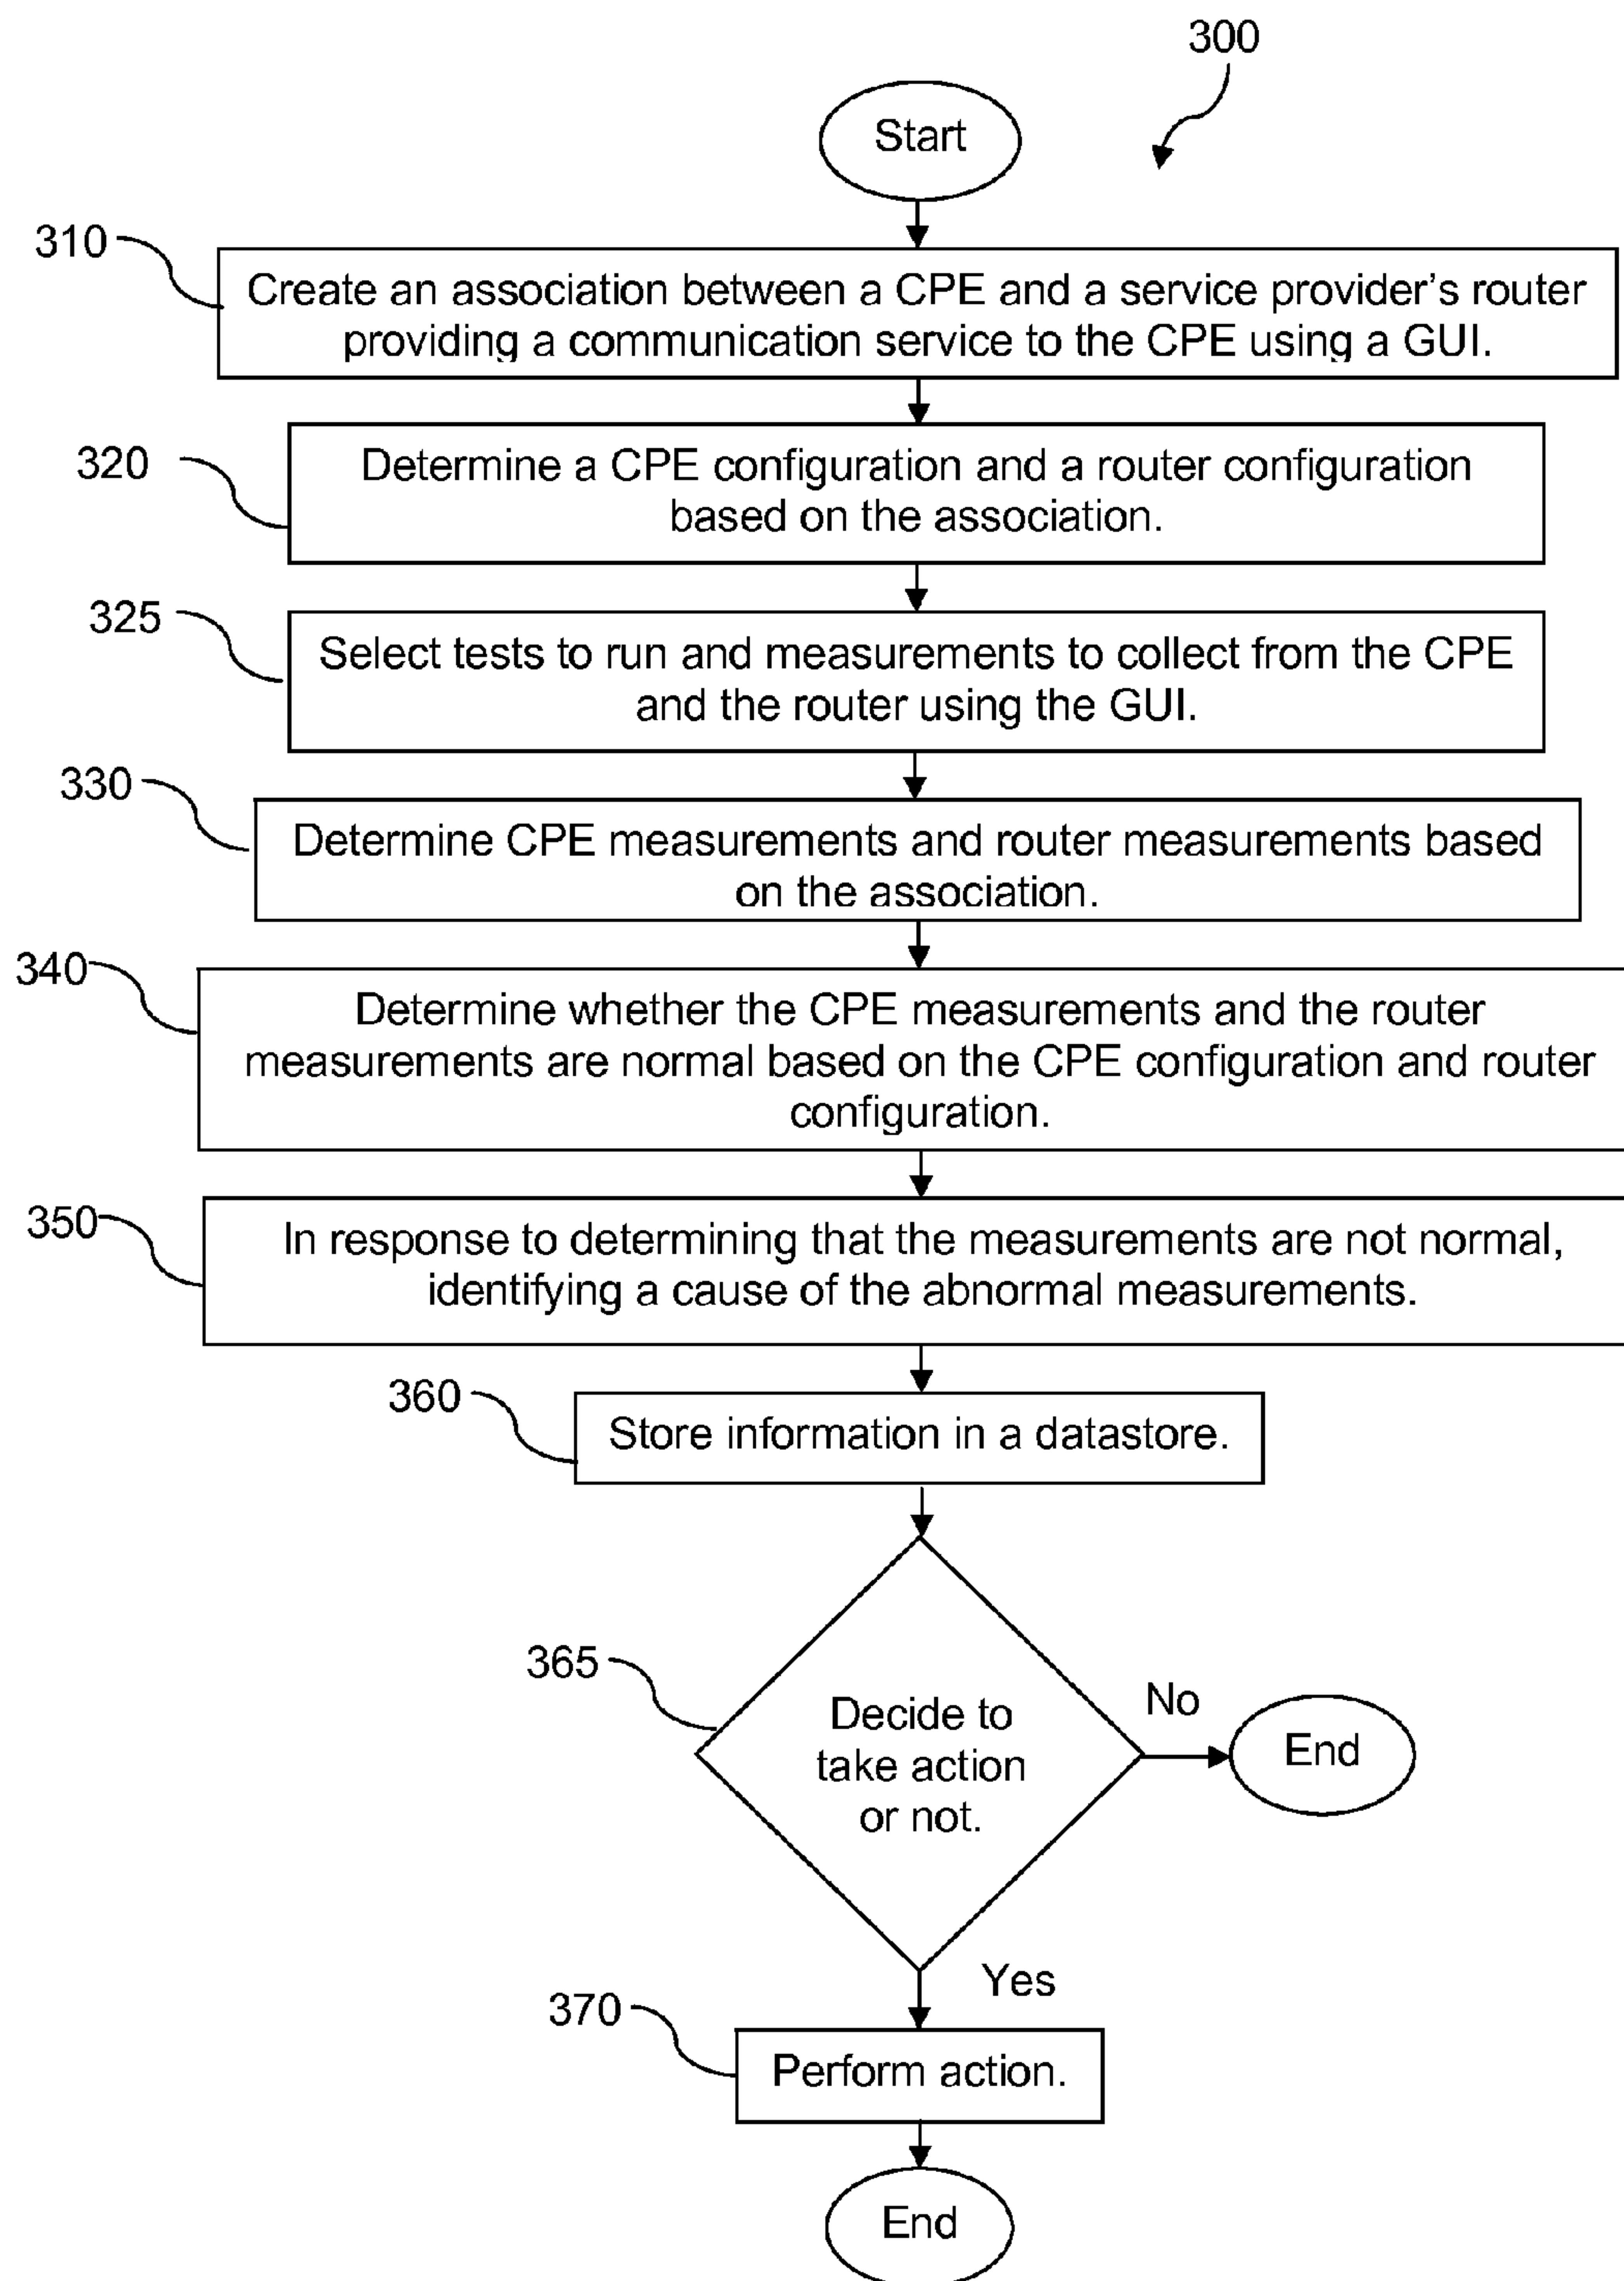 300
Start
310
Create an association between a CPE and a service provider's router
providing a communication service to the CPE using a GUI.
320
Determine a CPE configuration and a router configuration
based on the association.
325
Select tests to run and measurements to collect from the CPE
and the router using the GUI.
330
Determine CPE measurements and router measurements based
on the association.
340
Determine whether the CPE measurements and the router
measurements are normal based on the CPE configuration and router
configuration.
350
In response to determining that the measurements are not normal,
identifying a cause of the abnormal measurements.
360
Store information in a datastore.
365
Decide to
take action
or not.
No
End
Yes
370
Perform action.
End